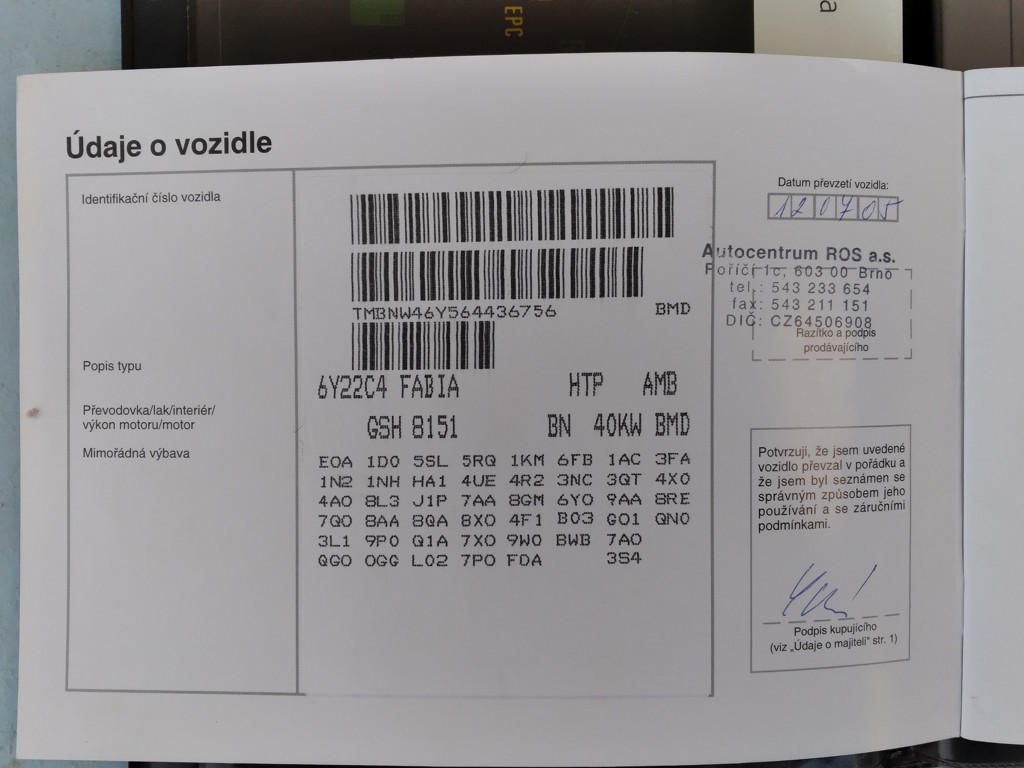 EPC
a
Údaje o vozidle
Identifikační číslo vozidla
TMBNW46Y564436756 BMD
Popis typu
6Y22C4 FABIA HTP AMB
Převodovka/lak/interiér/
výkon motoru/motor
GSH 8151 BN 40KW BMD
Mimořádná výbava
E0A 1D0 5SL 5RQ 1KM 6FB 1AC 3FA
1N2 1NH HA1 4UE 4R2 3NC 3QT 4X0
4A0 8L3 J1P 7AA 8GM 6Y0 9AA 8RE
7Q0 8AA 8QA 8X0 4F1 B03 G01 QN0
3L1 9P0 Q1A 7X0 9W0 BWB 7A0
QG0 0GG L02 7P0 FDA 3S4
Datum převzetí vozidla:
12 07 05
Autocentrum ROS a.s.
Poříčí 1c, 603 00 Brno
tel.: 543 233 654
fax: 543 211 151
DIČ: CZ64506908
Razítko a podpis
prodávajícího
Potvrzuji, že jsem uvedené
vozidlo převzal v pořádku a
že jsem byl seznámen se
správným způsobem jeho
používání a se záručními
podmínkami.
Podpis kupujícího
(viz „Údaje o majiteli" str. 1)